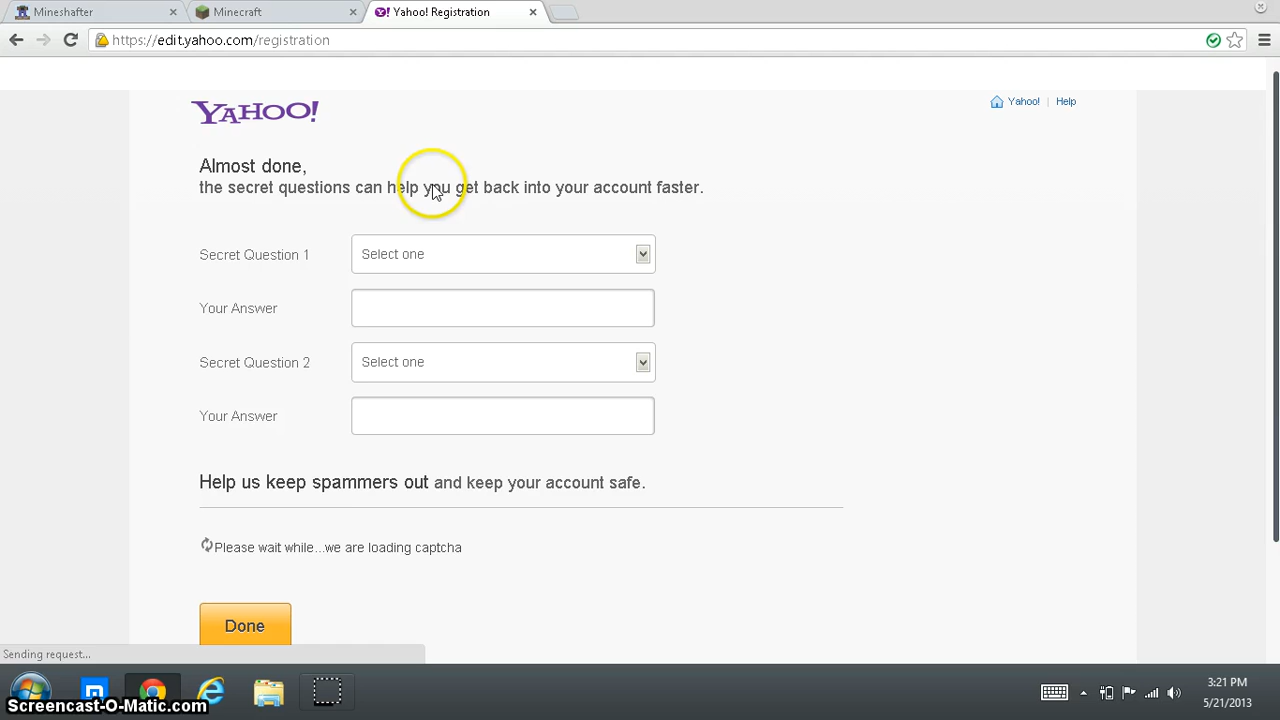 Mineshafter
Minecraft
Yahoo! Registration
https://edit.yahoo.com/registration
YAHOO!
Yahoo! | Help
Almost done,
the secret questions can help you get back into your account faster.
Secret Question 1
Select one
Your Answer
Secret Question 2
Select one
Your Answer
Help us keep spammers out and keep your account safe.
Please wait while...we are loading captcha
Done
Sending request...
3:21 PM
5/21/2013
Screencast-O-Matic.com